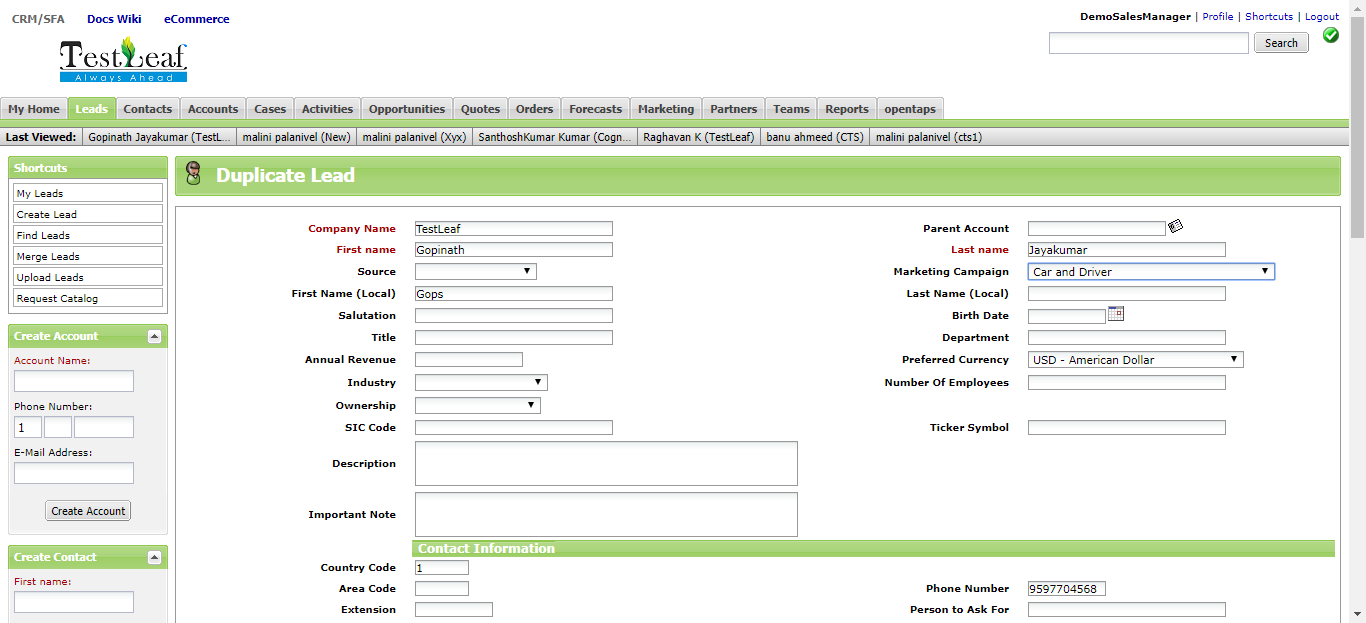 CRM/SFA Docs Wiki eCommerce
DemoSalesManager | Profile | Shortcuts | Logout
TestLeaf
Always Ahead
Search
My Home Leads Contacts Accounts Cases Activities Opportunities Quotes Orders Forecasts Marketing Partners Teams Reports opentaps
Last Viewed: Gopinath Jayakumar (TestL... malini palanivel (New) malini palanivel (Xyx) SanthoshKumar Kumar (Cogn... Raghavan K (TestLeaf) banu ahmeed (CTS) malini palanivel (cts1)
Shortcuts
My Leads
Create Lead
Find Leads
Merge Leads
Upload Leads
Request Catalog
Create Account
Account Name:
Phone Number:
1
E-Mail Address:
Create Account
Create Contact
First name:
Duplicate Lead
Company Name TestLeaf Parent Account
First name Gopinath Last name Jayakumar
Source Marketing Campaign Car and Driver
First Name (Local) Gops Last Name (Local)
Salutation Birth Date
Title Department
Annual Revenue Preferred Currency USD - American Dollar
Industry Number Of Employees
Ownership
SIC Code Ticker Symbol
Description
Important Note
Contact Information
Country Code 1
Area Code Phone Number 9597704568
Extension Person to Ask For